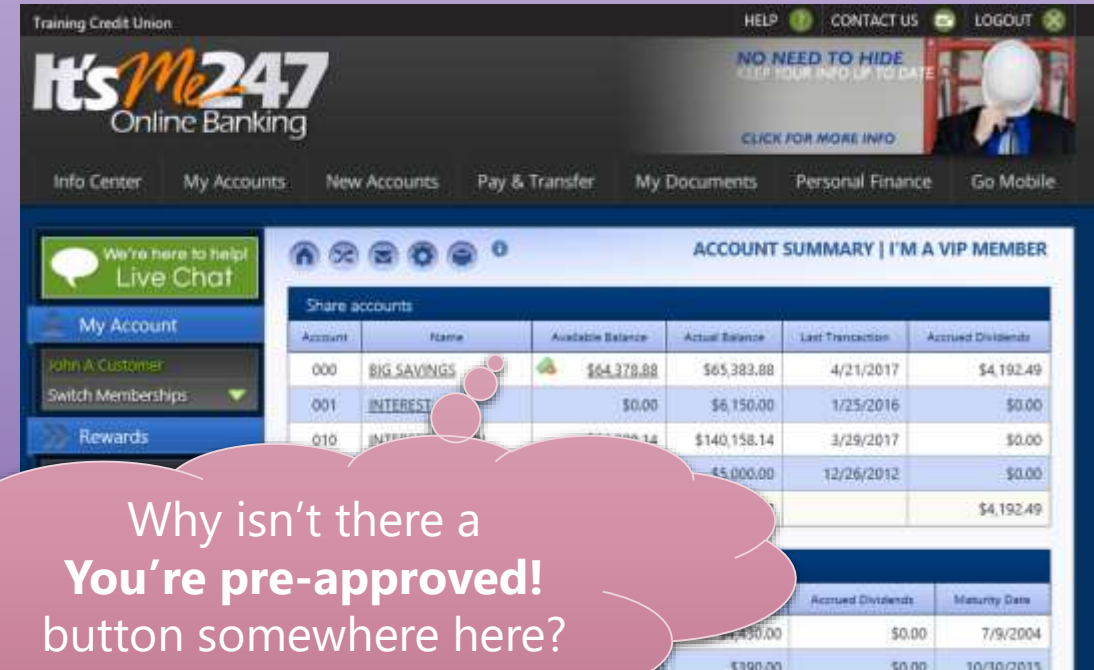 Training Credit Union
HELP CONTACT US LOGOUT
It's Me 247
Online Banking
NO NEED TO HIDE
KEEP YOUR INFO UP TO DATE
CLICK FOR MORE INFO
Info Center My Accounts New Accounts Pay & Transfer My Documents Personal Finance Go Mobile
We're here to help!
Live Chat
ACCOUNT SUMMARY | I'M A VIP MEMBER
My Account
John A Customer
Switch Memberships
Rewards
Share accounts
Account Name Available Balance Actual Balance Last Transaction Accrued Dividends
000 BIG SAVINGS $64,378.88 $65,383.88 4/21/2017 $4,192.49
001 INTEREST $0.00 $6,150.00 1/25/2016 $0.00
010 $140,158.14 3/29/2017 $0.00
$5,000.00 12/26/2012 $0.00
$4,192.49
Accrued Dividends Maturity Date
$0.00 7/9/2004
$390.00 $0.00 10/30/2015
Why isn't there a
You're pre-approved!
button somewhere here?